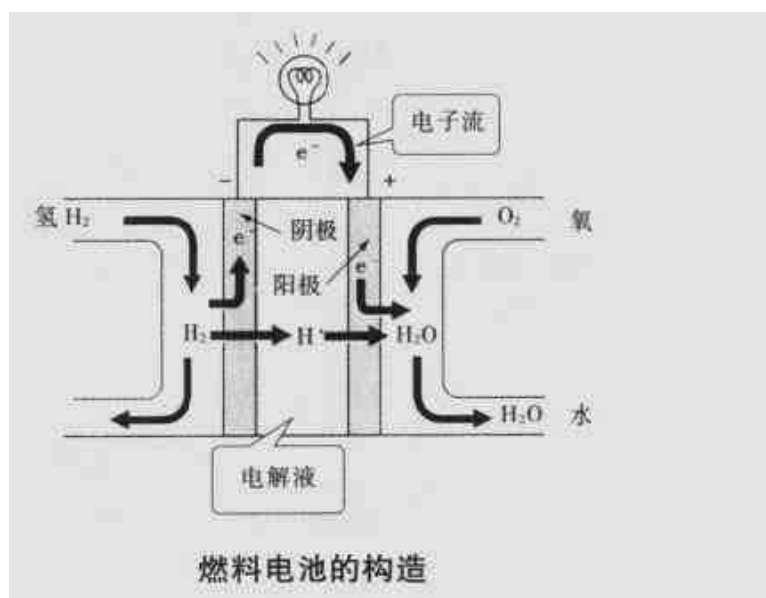 电子流
e⁻
− +
氢 H₂
O₂ 氧
阴极
e⁻
阳极
e⁻
H₂
H⁺
H₂O
H₂O 水
电解液
燃料电池的构造